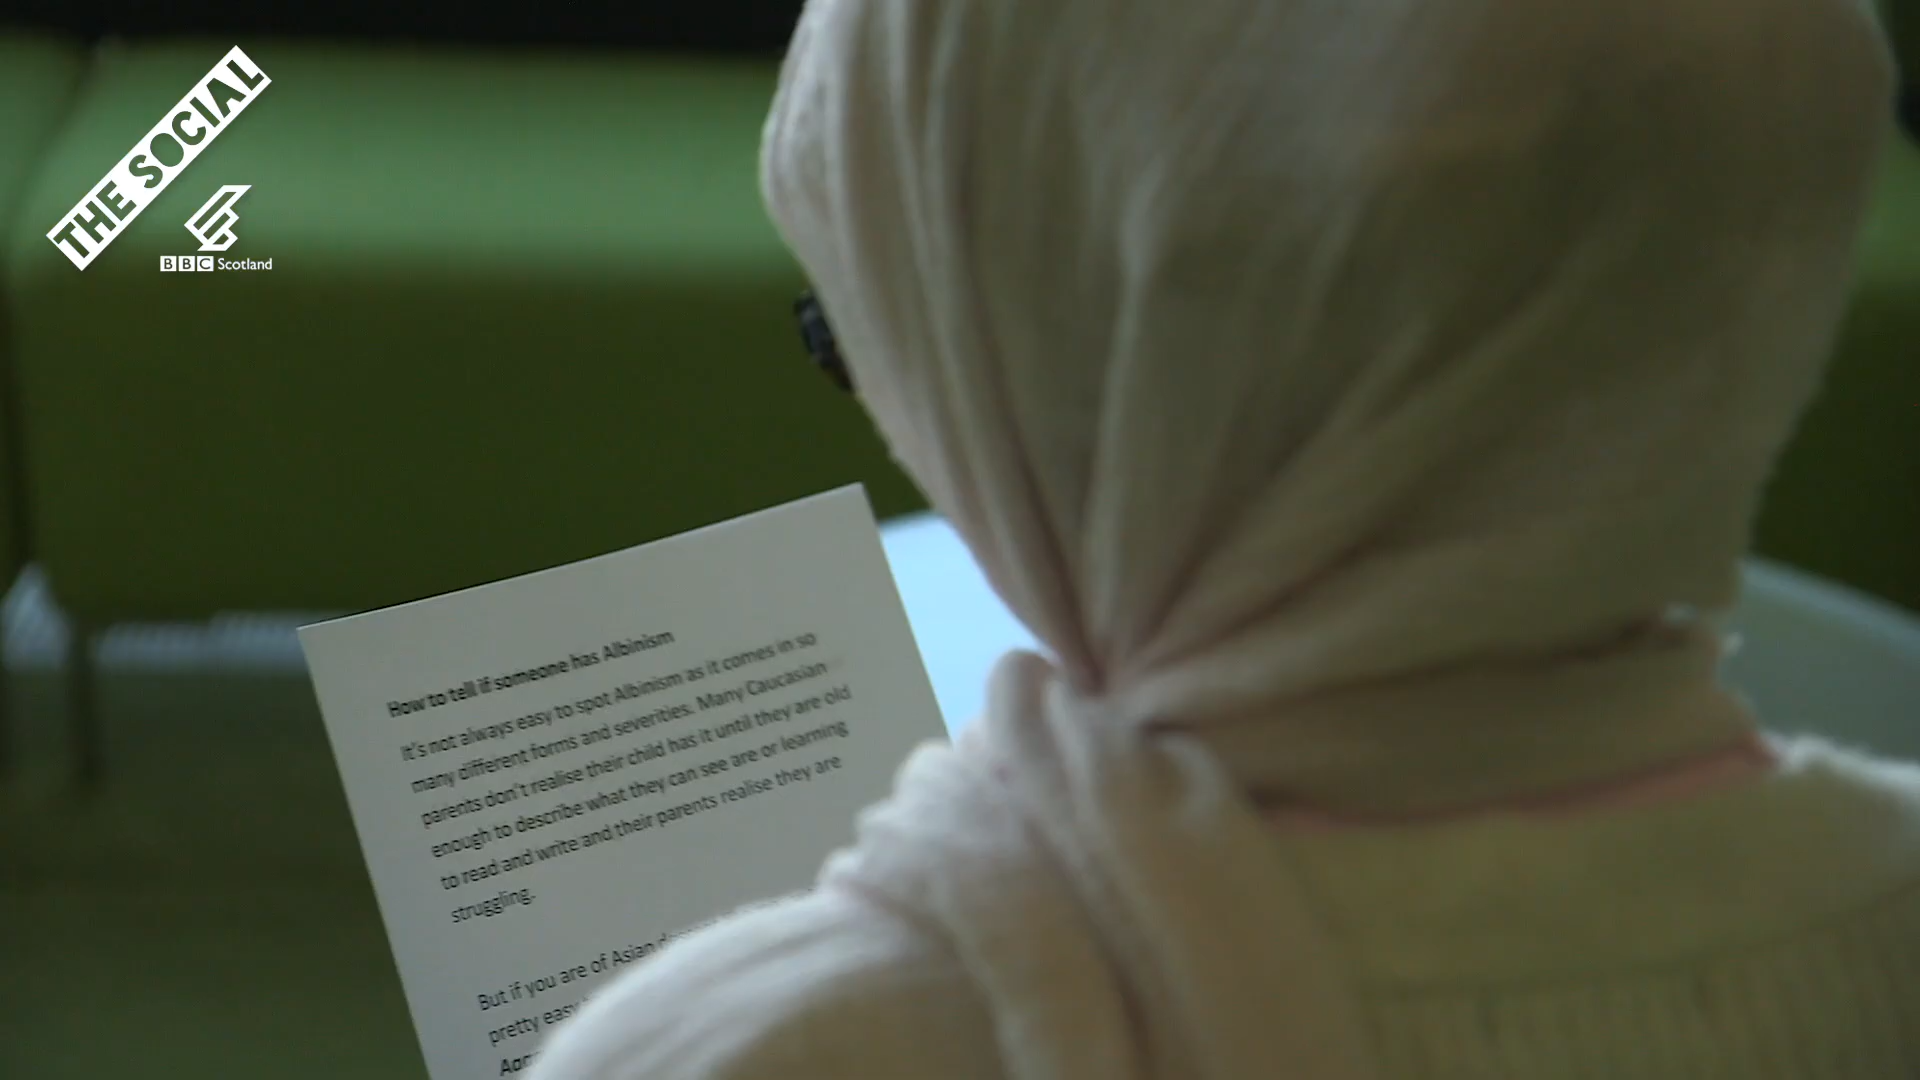 THE SOCIAL
BBC Scotland
How to tell if someone has Albinism
It's not always easy to spot Albinism as it comes in so
many different forms and severities. Many Caucasian
parents don't realise their child has it until they are old
enough to describe what they can see are or learning
to read and write and their parents realise they are
struggling.
But if you are of Asian
pretty easy